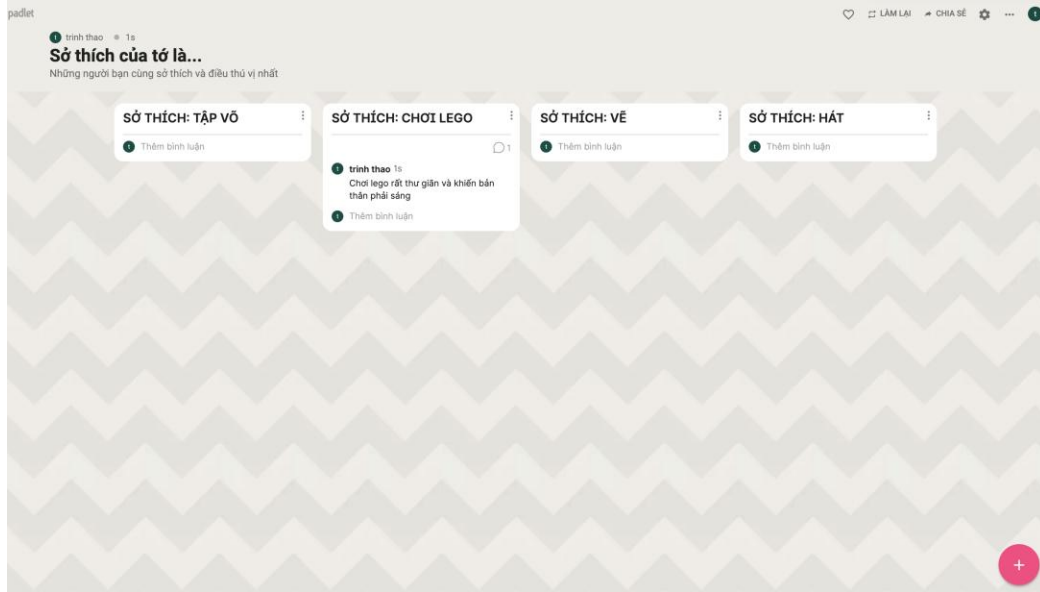 padlet
LÀM LẠI CHIA SẺ
t trinh thao 1s
Sở thích của tớ là...
Những người bạn cùng sở thích và điều thú vị nhất
SỞ THÍCH: TẬP VÕ
t Thêm bình luận
SỞ THÍCH: CHƠI LEGO
1
t trinh thao 1s
Chơi lego rất thư giãn và khiến bản
thân phải sáng
t Thêm bình luận
SỞ THÍCH: VẼ
t Thêm bình luận
SỞ THÍCH: HÁT
t Thêm bình luận